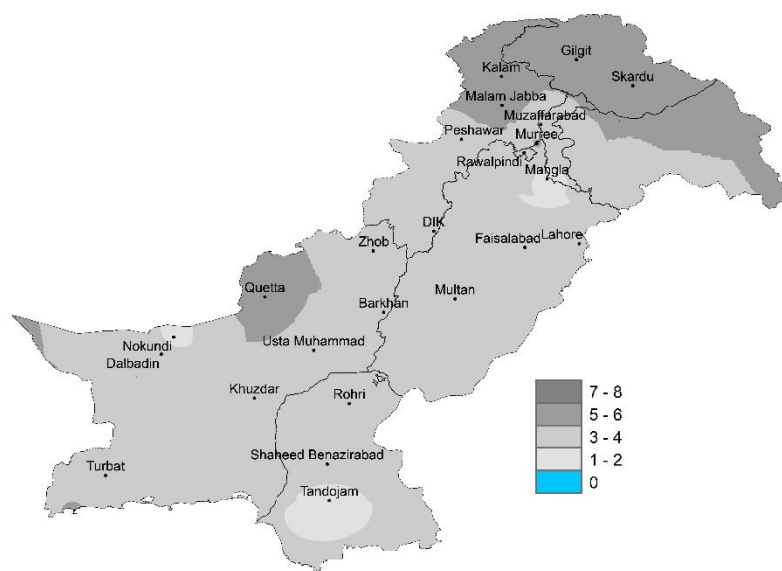 Gilgit
Kalam
Skardu
Malam Jabba
Muzaffarabad
Peshawar
Murree
Rawalpindi
Mangla
DIK
Zhob
Faisalabad
Lahore
Quetta
Multan
Barkhan
Nokundi
Usta Muhammad
Dalbadin
Khuzdar
Rohri
Shaheed Benazirabad
Turbat
Tandojam
7 - 8
5 - 6
3 - 4
1 - 2
0